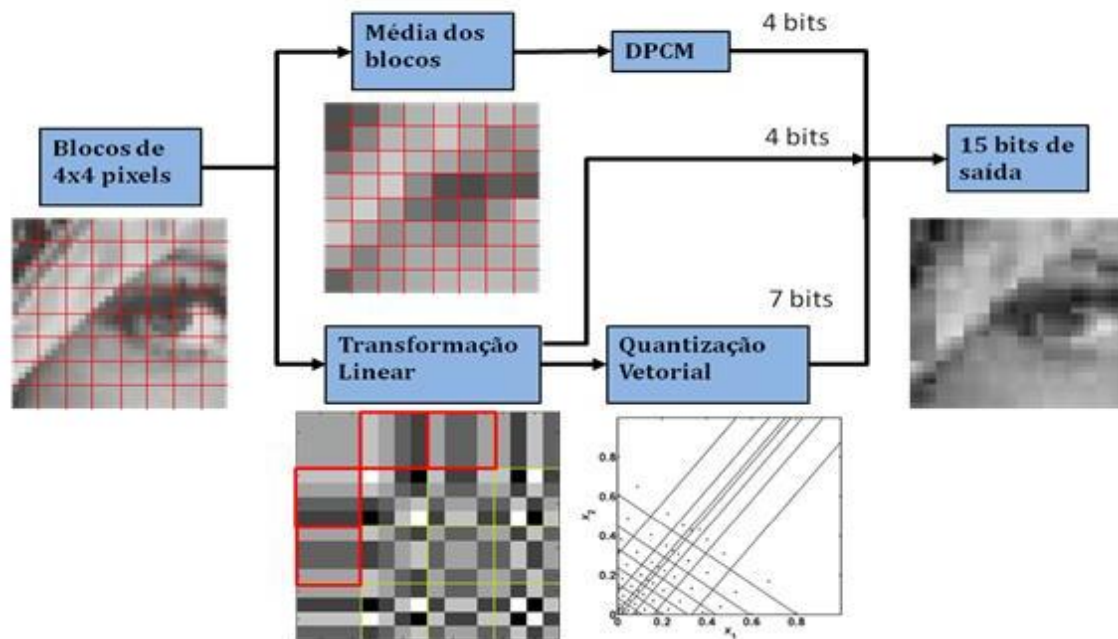 Média dos
blocos
DPCM
4 bits
Blocos de
4x4 pixels
4 bits
15 bits de
saída
7 bits
Transformação
Linear
Quantização
Vetorial
0.8
0.6
0.4
0.2
0
x2
0 0.2 0.4 0.6 0.8